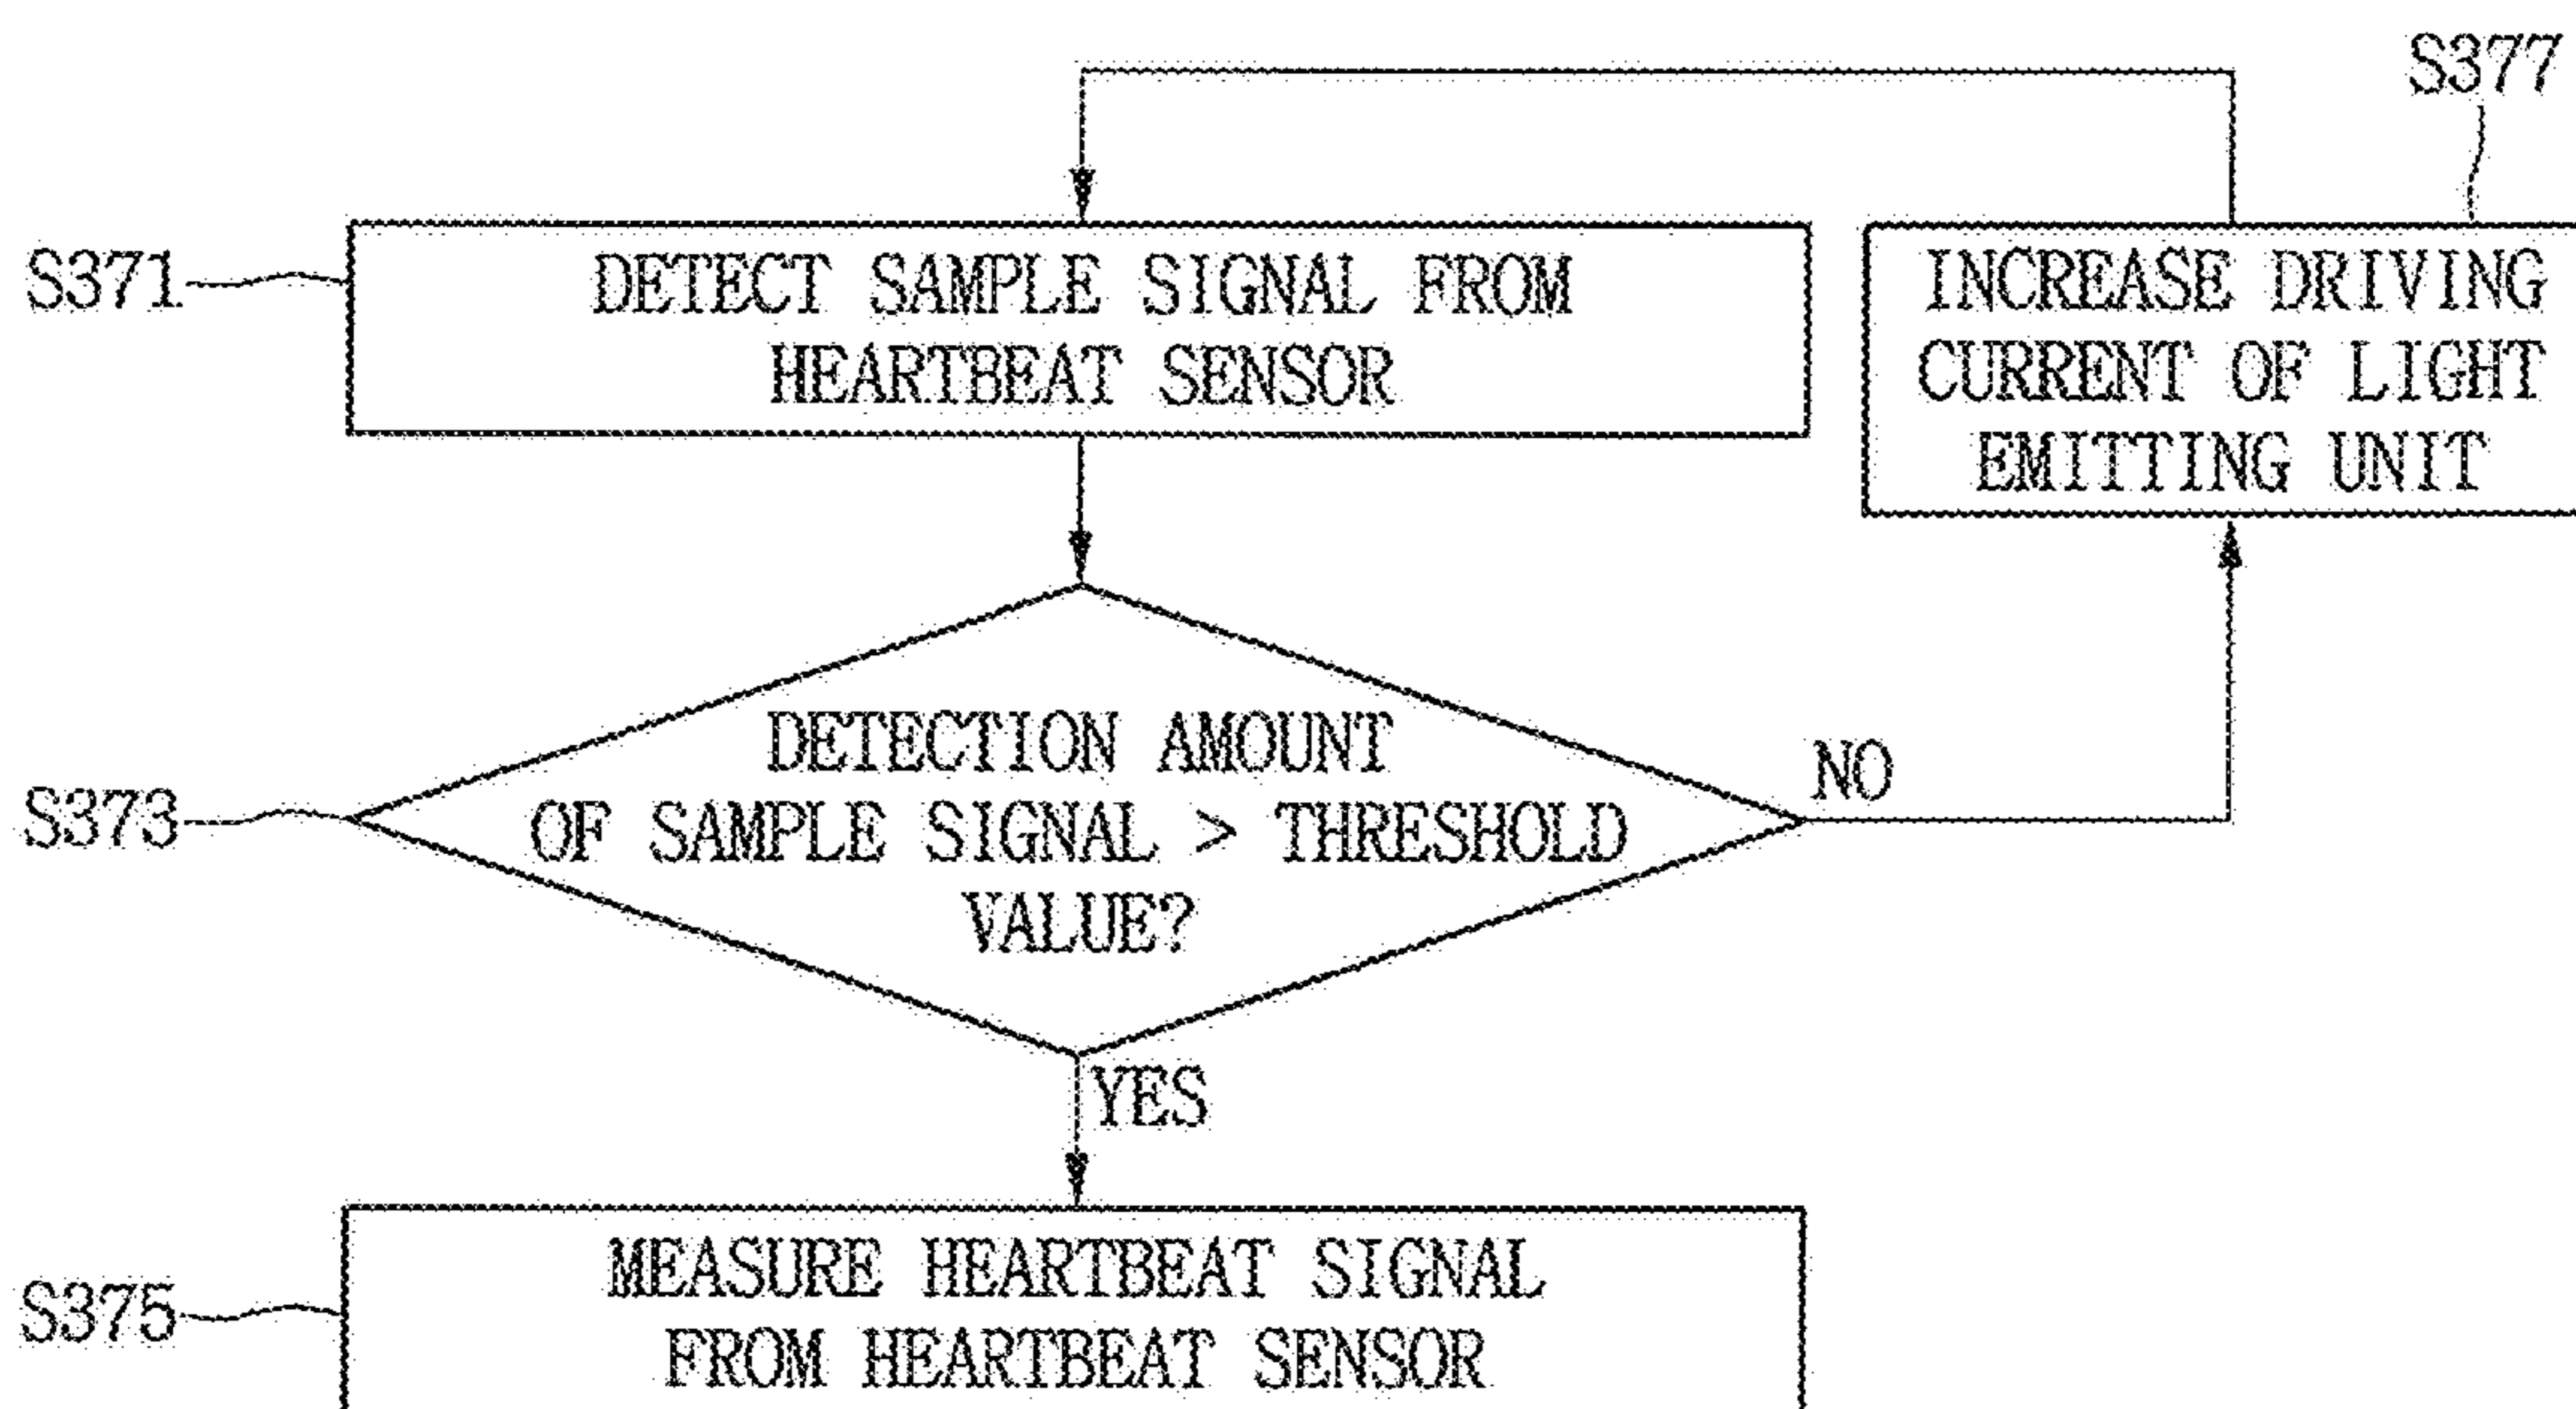 S377
S371
DETECT SAMPLE SIGNAL FROM
HEARTBEAT SENSOR
INCREASE DRIVING
CURRENT OF LIGHT
EMITTING UNIT
S373
DETECTION AMOUNT
OF SAMPLE SIGNAL > THRESHOLD
VALUE?
NO
YES
S375
MEASURE HEARTBEAT SIGNAL
FROM HEARTBEAT SENSOR